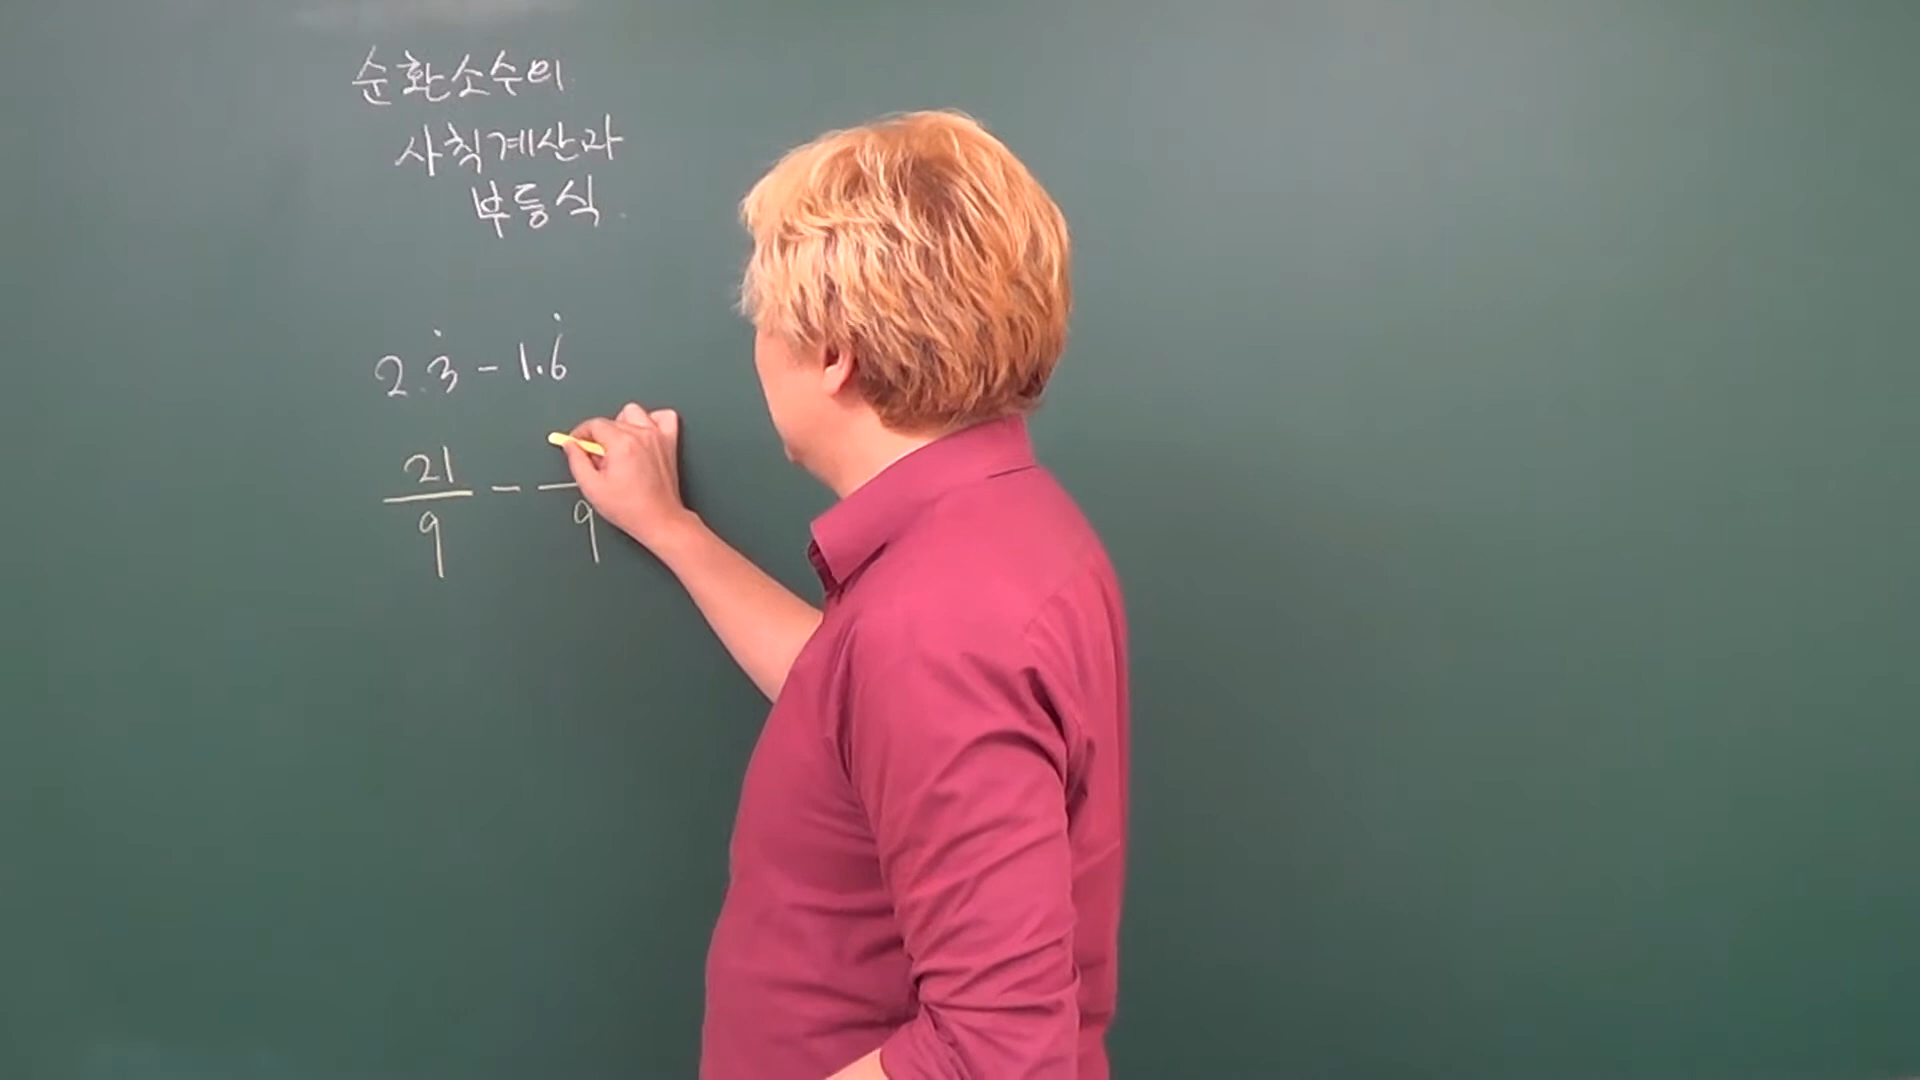 순환소수의
사칙계산과
부등식.
2.3̇ - 1.6̇
21/9 - /9